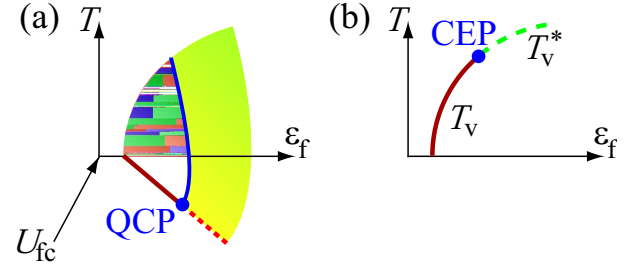 (a)
T
ε_f
QCP
U_fc
(b)
T
CEP
T_v^*
T_v
ε_f